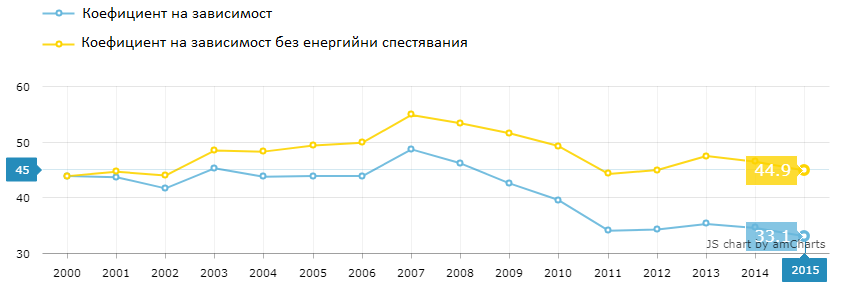 Коефициент на зависимост
Коефициент на зависимост без енергийни спестявания
60
50
45
40
30
44.9
33.1
JS chart by amCharts
2000 2001 2002 2003 2004 2005 2006 2007 2008 2009 2010 2011 2012 2013 2014 2015